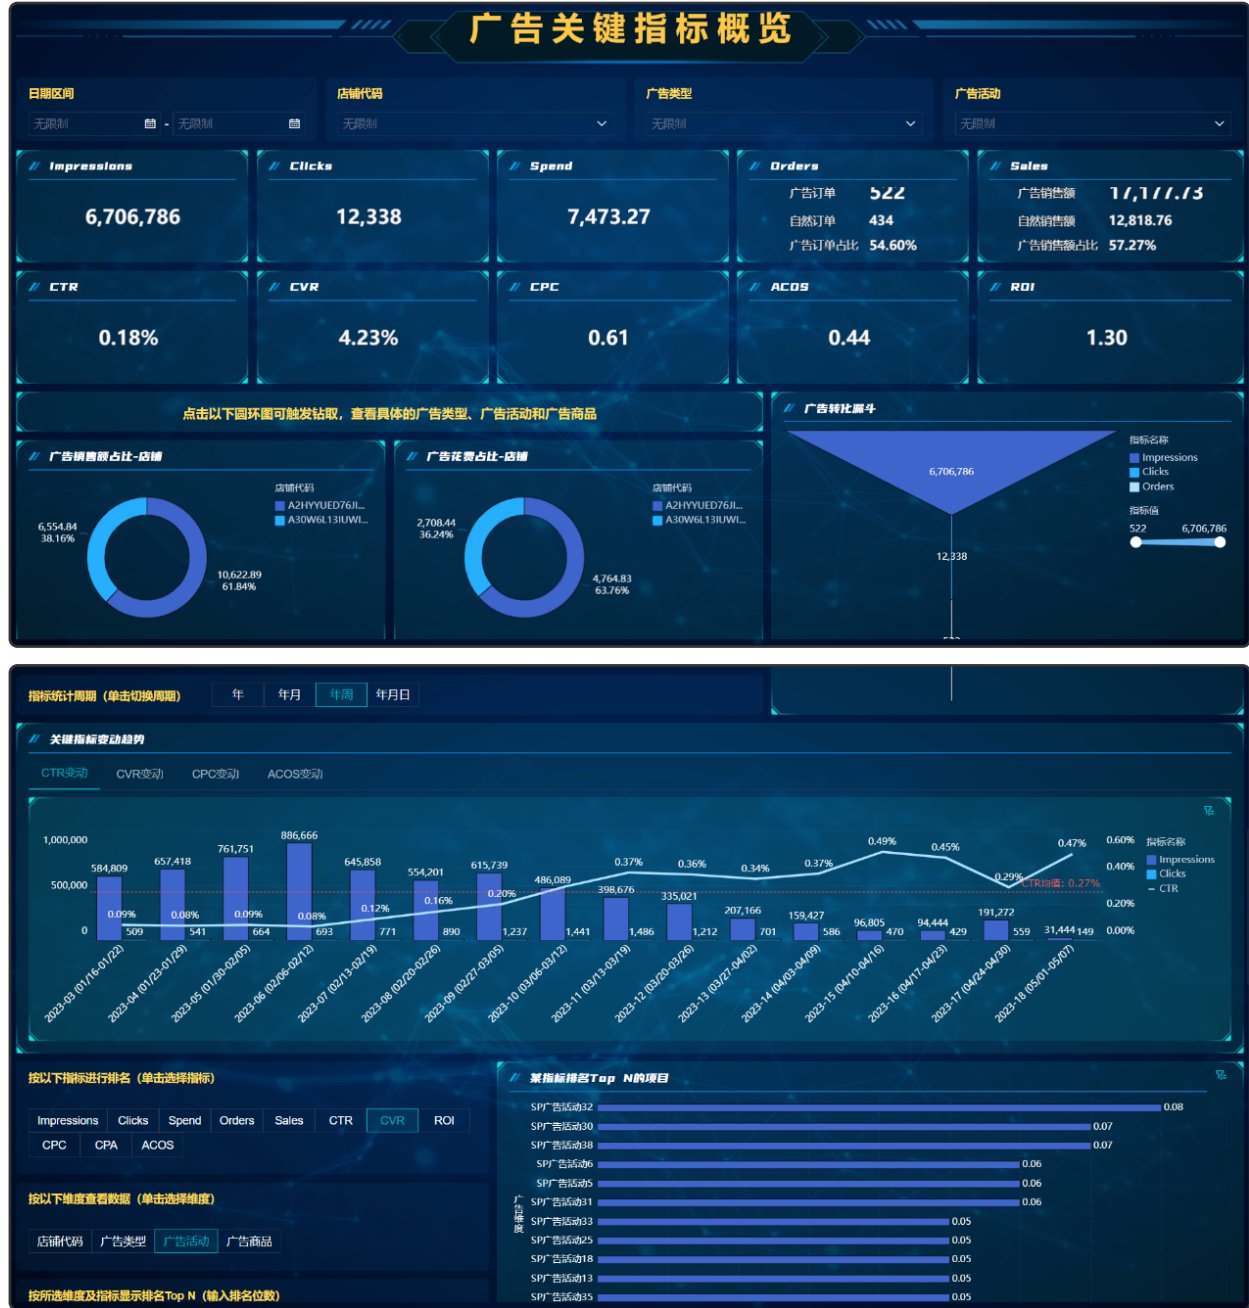 广告关键指标概览
日期区间
店铺代码
广告类型
广告活动
无限制 - 无限制
无限制
无限制
无限制
Impressions
6,706,786
Clicks
12,338
Spend
7,473.27
Orders
广告订单 522
自然订单 434
广告订单占比 54.60%
Sales
广告销售额 17,177.73
自然销售额 12,818.76
广告销售额占比 57.27%
CTR
0.18%
CVR
4.23%
CPC
0.61
ACOS
0.44
ROI
1.30
点击以下圆环图可触发钻取，查看具体的广告类型、广告活动和广告商品
广告销售额占比-店铺
店铺代码
A2HYYUED76JI...
A30W6L13IUWI...
6,554.84
38.16%
10,622.89
61.84%
广告花费占比-店铺
店铺代码
A2HYYUED76JI...
A30W6L13IUWI...
2,708.44
36.24%
4,764.83
63.76%
广告转化漏斗
6,706,786
12,338
522
指标名称
Impressions
Clicks
Orders
指标值
522 6,706,786
指标统计周期（单击切换周期）
年 年月 年周 年月日
关键指标变动趋势
CTR变动 CVR变动 CPC变动 ACOS变动
1,000,000
500,000
0
584,809
657,418
761,751
886,666
645,858
554,201
615,739
486,089
398,676
335,021
207,166
159,427
96,805
94,444
191,272
31,444
0.09%
0.08%
0.09%
0.08%
0.12%
0.16%
0.20%
0.37%
0.36%
0.34%
0.37%
0.49%
0.45%
0.29%
0.47%
CTR均值: 0.27%
509
541
664
693
771
890
1,237
1,441
1,486
1,212
701
586
470
429
559
149
0.60%
0.40%
0.20%
0.00%
指标名称
Impressions
Clicks
CTR
2023-03 (01/16-01/22)
2023-04 (01/23-01/29)
2023-05 (01/30-02/05)
2023-06 (02/06-02/12)
2023-07 (02/13-02/19)
2023-08 (02/20-02/26)
2023-09 (02/27-03/05)
2023-10 (03/06-03/12)
2023-11 (03/13-03/19)
2023-12 (03/20-03/26)
2023-13 (03/27-04/02)
2023-14 (04/03-04/09)
2023-15 (04/10-04/16)
2023-16 (04/17-04/23)
2023-17 (04/24-04/30)
2023-18 (05/01-05/07)
按以下指标进行排名（单击选择指标）
Impressions Clicks Spend Orders Sales CTR CVR ROI
CPC CPA ACOS
按以下维度查看数据（单击选择维度）
店铺代码 广告类型 广告活动 广告商品
按所选维度及指标显示排名Top N（输入排名位数）
某指标排名Top N的项目
广告维度
SP广告活动32 0.08
SP广告活动30 0.07
SP广告活动38 0.07
SP广告活动6 0.06
SP广告活动5 0.06
SP广告活动31 0.06
SP广告活动33 0.05
SP广告活动25 0.05
SP广告活动18 0.05
SP广告活动13 0.05
SP广告活动35 0.05